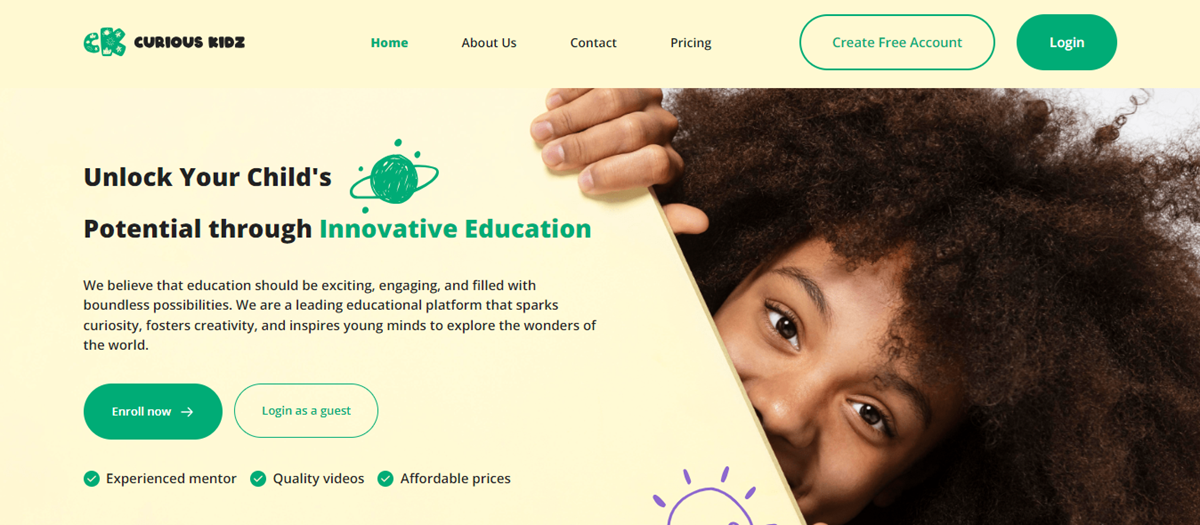 CK CURIOUS KIDZ
Home
About Us
Contact
Pricing
Create Free Account
Login
Unlock Your Child's
Potential through Innovative Education
We believe that education should be exciting, engaging, and filled with
boundless possibilities. We are a leading educational platform that sparks
curiosity, fosters creativity, and inspires young minds to explore the wonders of
the world.
Enroll now
Login as a guest
Experienced mentor
Quality videos
Affordable prices